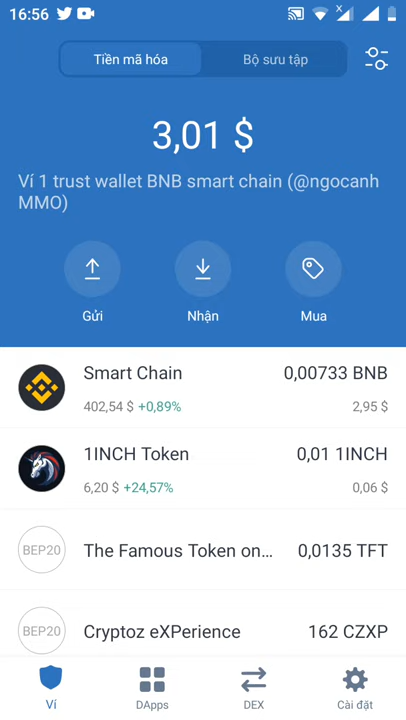 16:56
Tiền mã hóa
Bộ sưu tập
3,01 $
Ví 1 trust wallet BNB smart chain (@ngocanh
MMO)
Gửi
Nhận
Mua
Smart Chain
0,00733 BNB
402,54 $ +0,89%
2,95 $
1INCH Token
0,01 1INCH
6,20 $ +24,57%
0,06 $
BEP20
The Famous Token on...
0,0135 TFT
BEP20
Cryptoz eXPerience
162 CZXP
Ví
DApps
DEX
Cài đặt